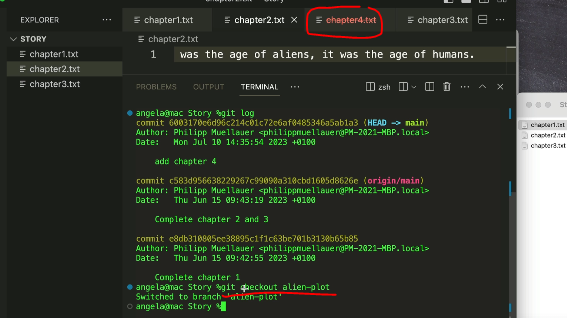 EXPLORER
STORY
chapter1.txt
chapter2.txt
chapter3.txt
chapter1.txt
chapter2.txt
chapter4.txt
chapter3.txt
chapter2.txt
1 was the age of aliens, it was the age of humans.
PROBLEMS OUTPUT TERMINAL
zsh
angela@mac Story %git log
commit 6003170e6d96c214c01c72e6af0485346a5ab1a3 (HEAD -> main)
Author: Philipp Muellauer <philippmuellauer@PM-2021-MBP.local>
Date: Mon Jul 10 14:35:54 2023 +0100
add chapter 4
commit c583d956638229267c99090a310cbd1605d8626e (origin/main)
Author: Philipp Muellauer <philippmuellauer@PM-2021-MBP.local>
Date: Thu Jun 15 09:43:19 2023 +0100
Complete chapter 2 and 3
commit e8db310805ee38895c1f1c63be701b3130b65b85
Author: Philipp Muellauer <philippmuellauer@PM-2021-MBP.local>
Date: Thu Jun 15 09:42:55 2023 +0100
Complete chapter 1
angela@mac Story %git checkout alien-plot
Switched to branch 'alien-plot'
angela@mac Story %
St
chapter1.txt
chapter2.txt
chapter3.txt